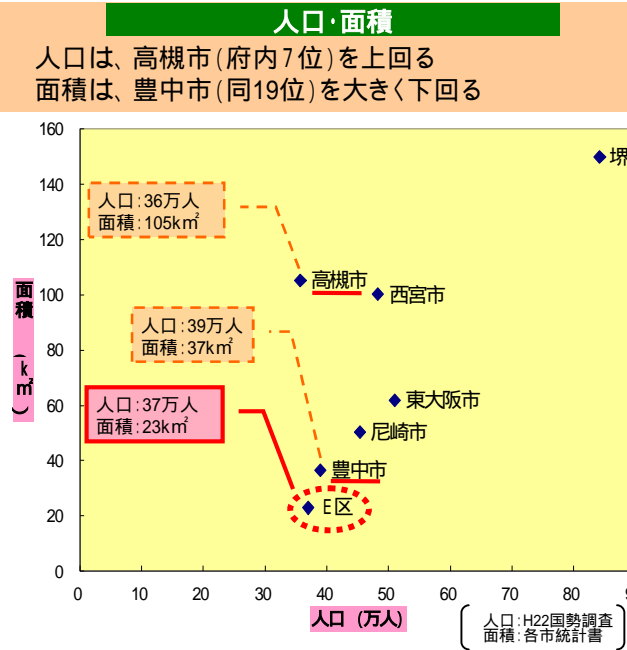 人口・面積
人口は、高槻市(府内7位)を上回る
面積は、豊中市(同19位)を大きく下回る
160
140
120
100
80
60
40
20
0
面積 (k㎡)
堺
人口:36万人
面積:105k㎡
高槻市
西宮市
人口:39万人
面積:37k㎡
人口:37万人
面積:23k㎡
東大阪市
尼崎市
豊中市
E区
0 10 20 30 40 50 60 70 80
人口 (万人)
人口:H22国勢調査
面積:各市統計書